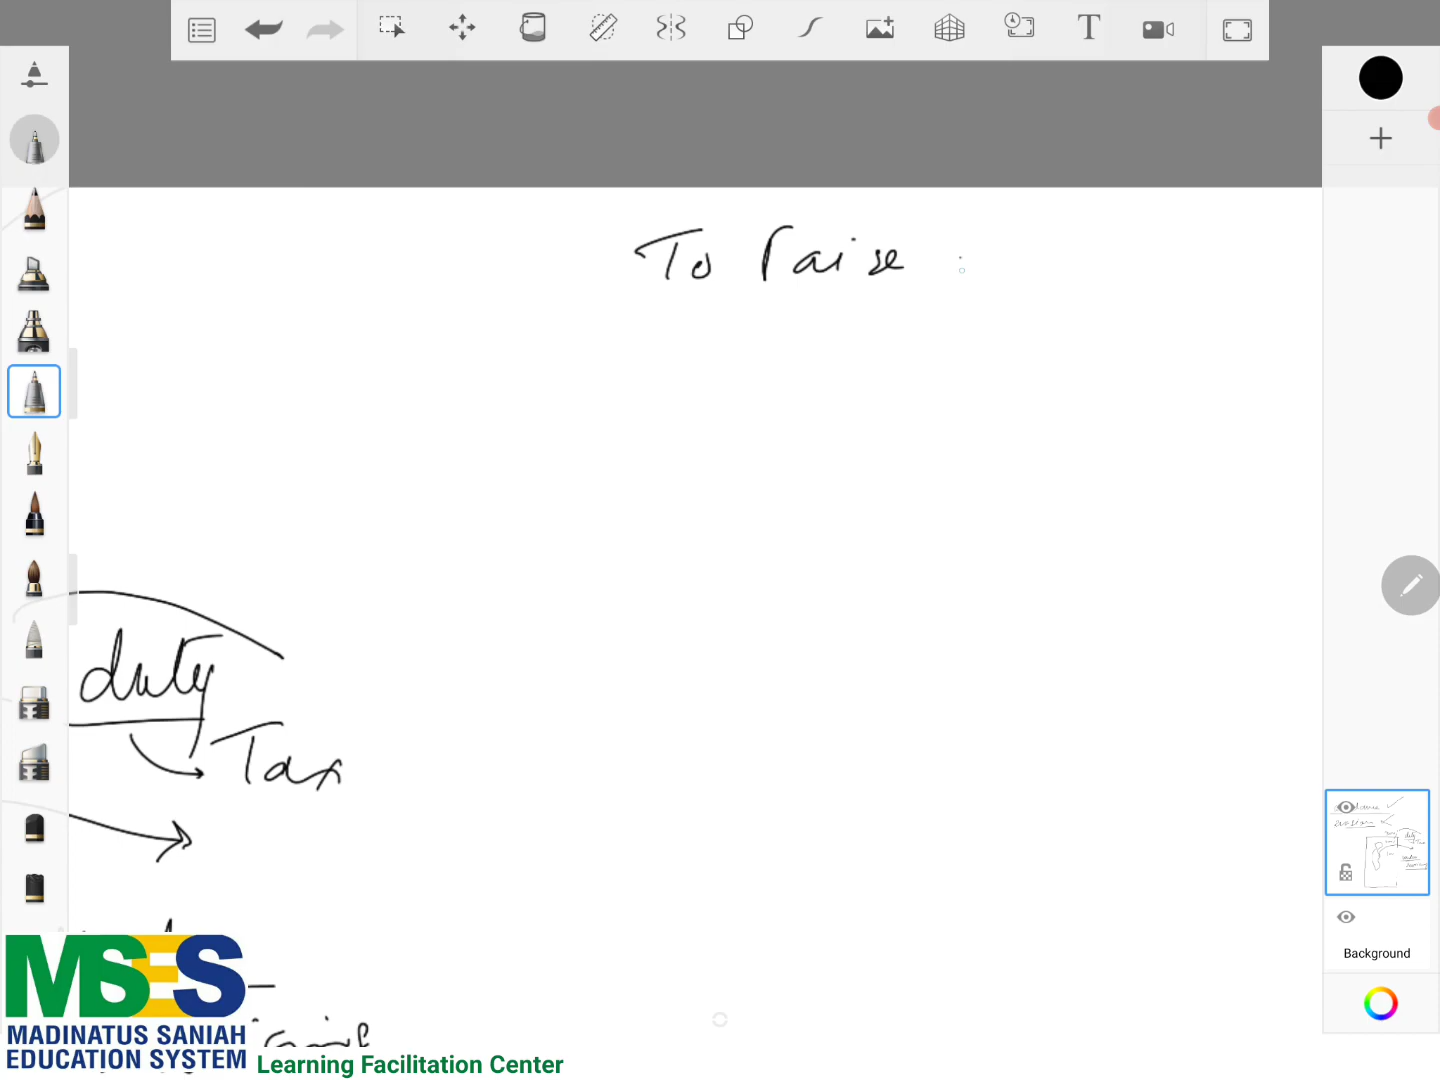 To raise
duty
Tax
Background
MSES
MADINATUS SANIAH
EDUCATION SYSTEM
Learning Facilitation Center